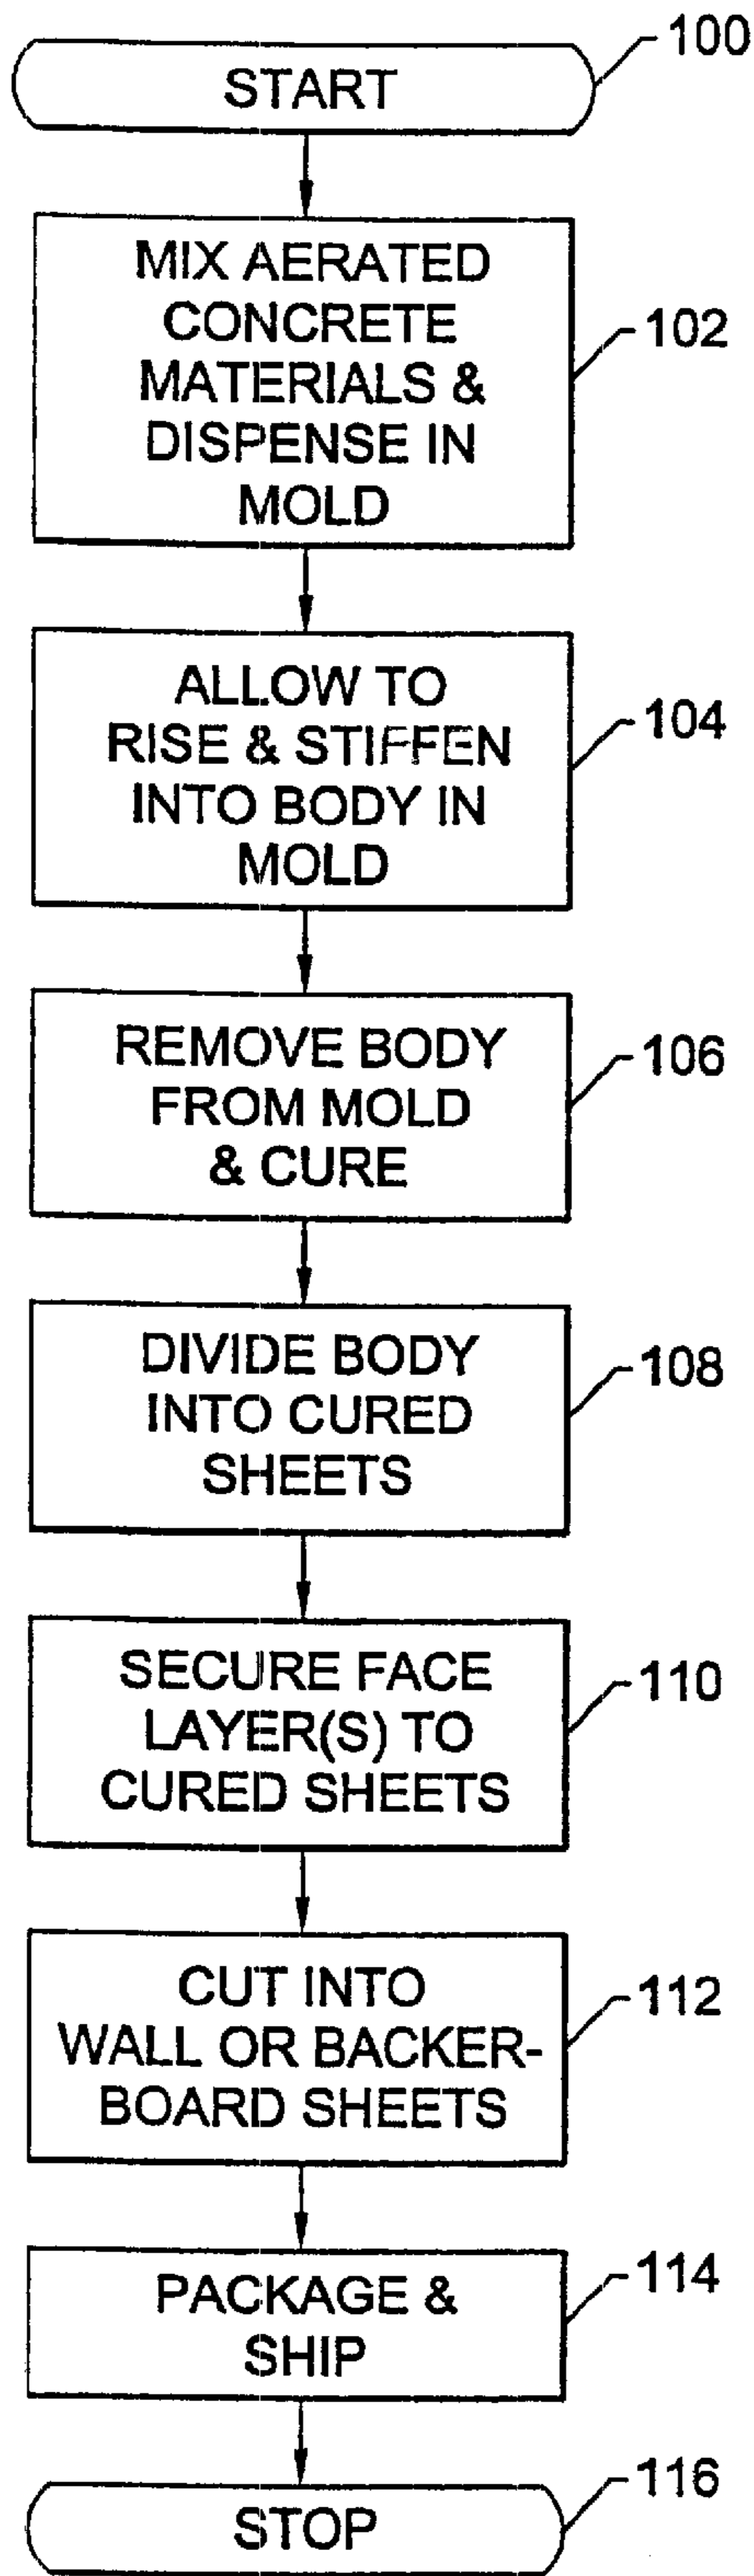 100
START
MIX AERATED
CONCRETE
MATERIALS &
DISPENSE IN
MOLD
102
ALLOW TO
RISE & STIFFEN
INTO BODY IN
MOLD
104
REMOVE BODY
FROM MOLD
& CURE
106
DIVIDE BODY
INTO CURED
SHEETS
108
SECURE FACE
LAYER(S) TO
CURED SHEETS
110
CUT INTO
WALL OR BACKER-
BOARD SHEETS
112
PACKAGE &
SHIP
114
STOP
116